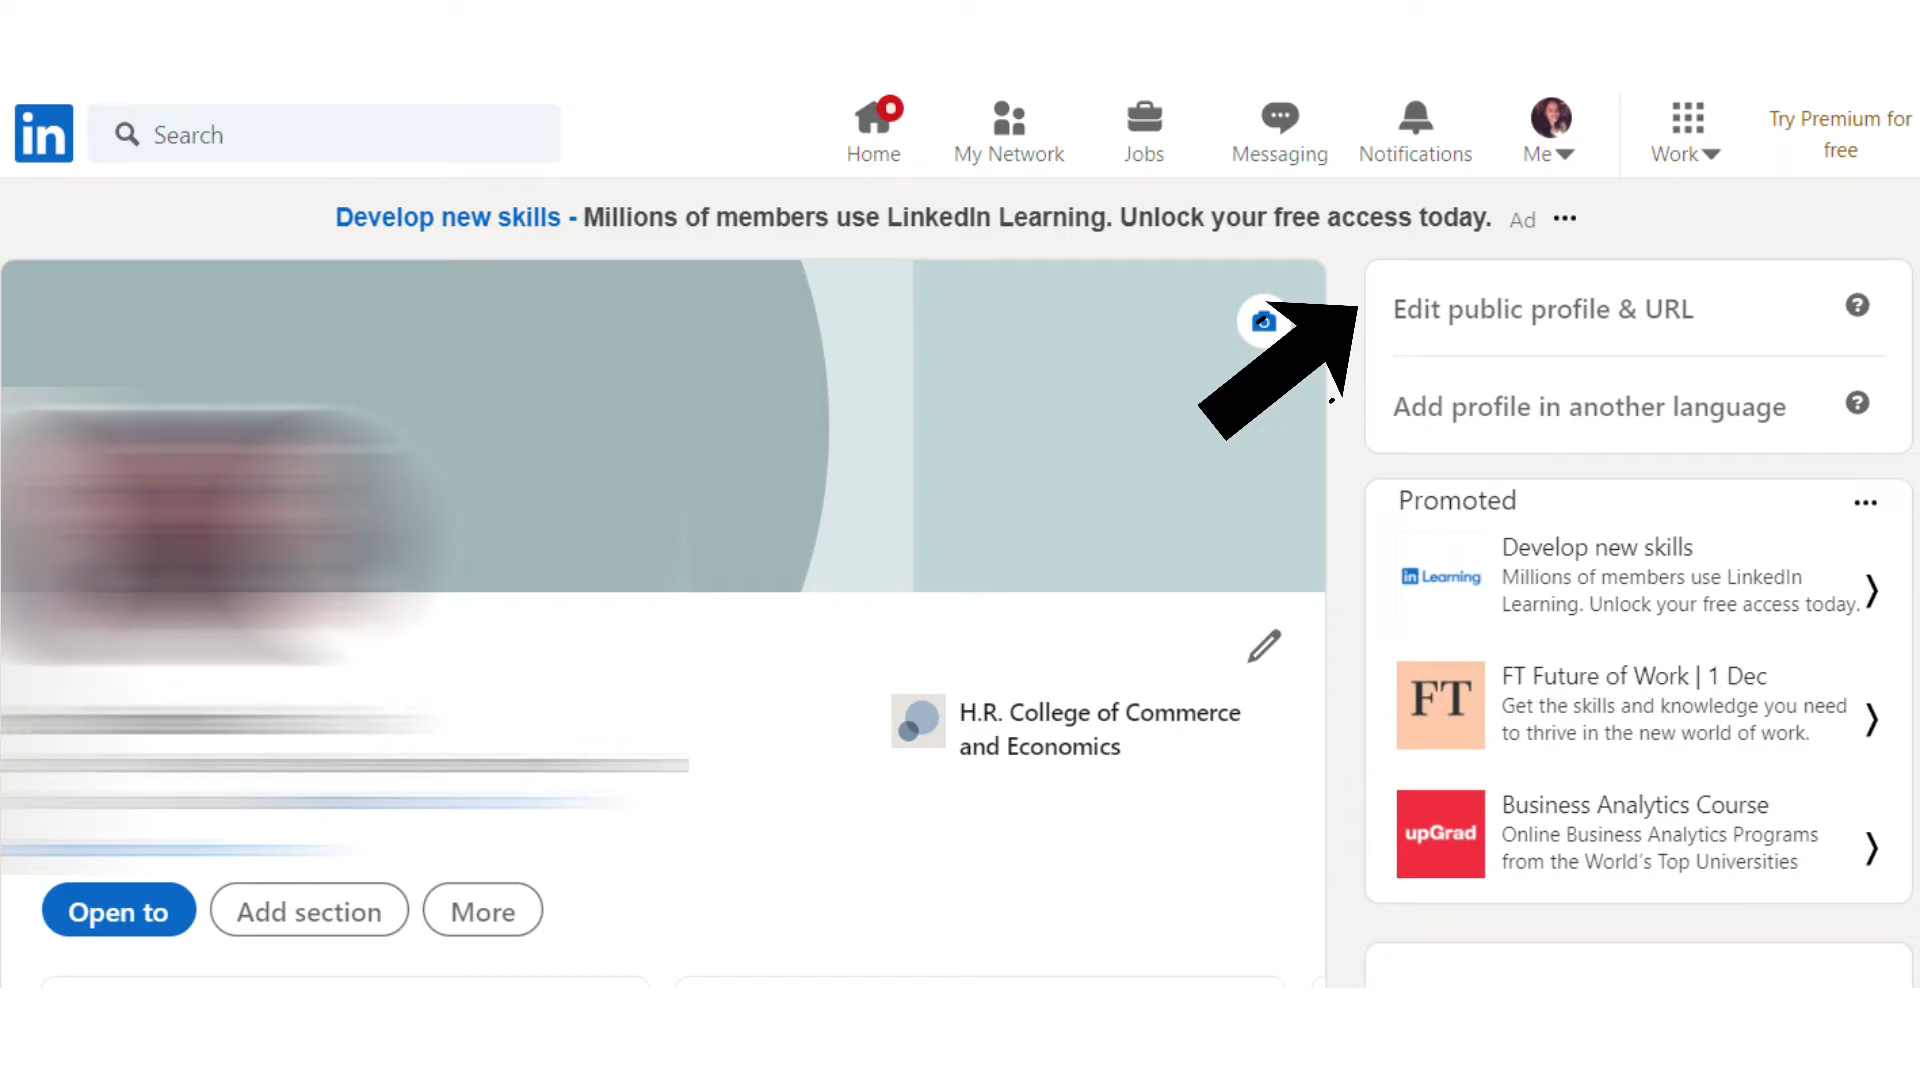 in
Search
Home
My Network
Jobs
Messaging
Notifications
Me
Work
Try Premium for
free
Develop new skills - Millions of members use LinkedIn Learning. Unlock your free access today. Ad
Edit public profile & URL
Add profile in another language
Promoted
Develop new skills
in Learning
Millions of members use LinkedIn
Learning. Unlock your free access today.
FT
FT Future of Work | 1 Dec
Get the skills and knowledge you need
to thrive in the new world of work.
upGrad
Business Analytics Course
Online Business Analytics Programs
from the World's Top Universities
H.R. College of Commerce
and Economics
Open to
Add section
More